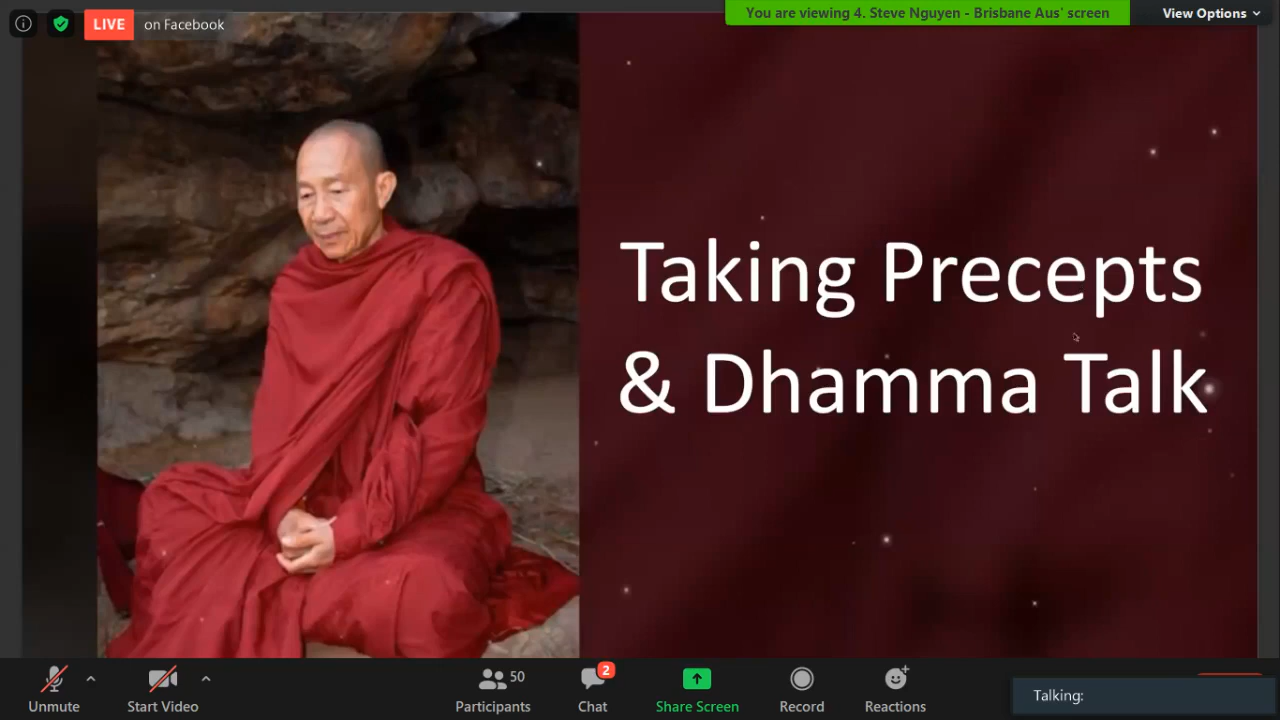 LIVE on Facebook
You are viewing 4. Steve Nguyen - Brisbane Aus' screen
View Options
Taking Precepts
& Dhamma Talk
Unmute
Start Video
50
Participants
2
Chat
Share Screen
Record
Reactions
Talking: